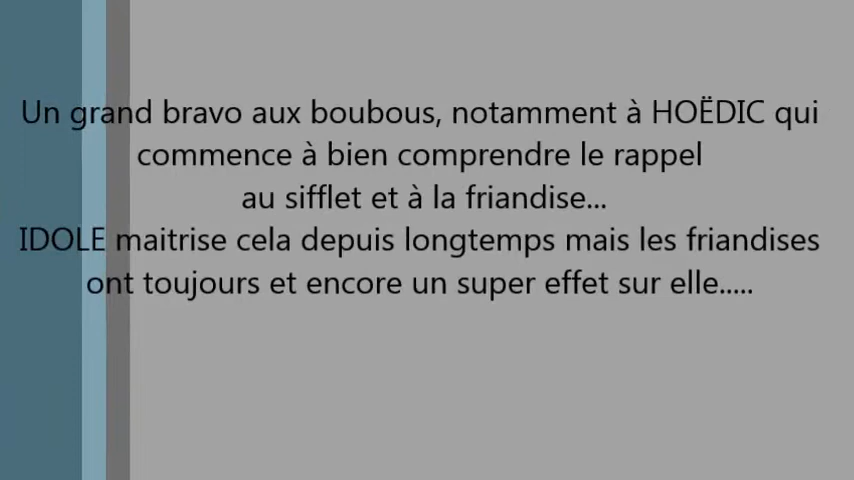 Un grand bravo aux boubous, notamment à HOËDIC qui
commence à bien comprendre le rappel
au sifflet et à la friandise...
IDOLE maitrise cela depuis longtemps mais les friandises
ont toujours et encore un super effet sur elle.....